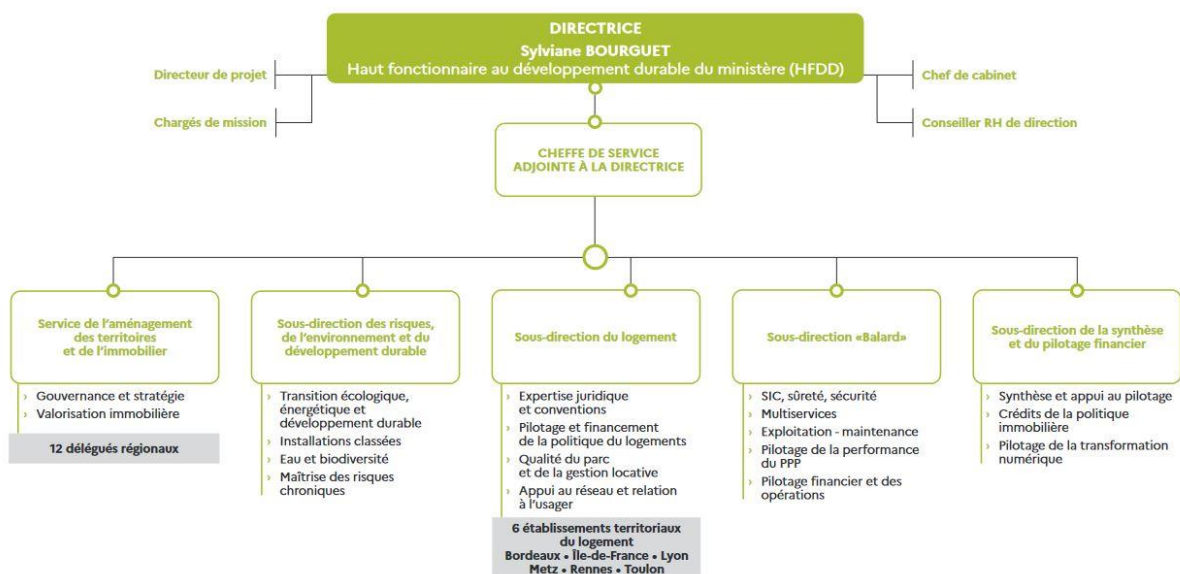 DIRECTRICE
Sylviane BOURGUET
Haut fonctionnaire au développement durable du ministère (HFDD)
Directeur de projet
Chargés de mission
Chef de cabinet
Conseiller RH de direction
CHEFFE DE SERVICE
ADJOINTE À LA DIRECTRICE
Service de l'aménagement
des territoires
et de l'immobilier
› Gouvernance et stratégie
› Valorisation immobilière
12 délégués régionaux
Sous-direction des risques,
de l'environnement et du
développement durable
› Transition écologique,
énergétique et
développement durable
› Installations classées
› Eau et biodiversité
› Maîtrise des risques
chroniques
Sous-direction du logement
› Expertise juridique
et conventions
› Pilotage et financement
de la politique du logements
› Qualité du parc
et de la gestion locative
› Appui au réseau et relation
à l'usager
6 établissements territoriaux
du logement
Bordeaux • Île-de-France • Lyon
Metz • Rennes • Toulon
Sous-direction «Balard»
› SIC, sûreté, sécurité
› Multiservices
› Exploitation - maintenance
› Pilotage de la performance
du PPP
› Pilotage financier et des
opérations
Sous-direction de la synthèse
et du pilotage financier
› Synthèse et appui au pilotage
› Crédits de la politique
immobilière
› Pilotage de la transformation
numérique